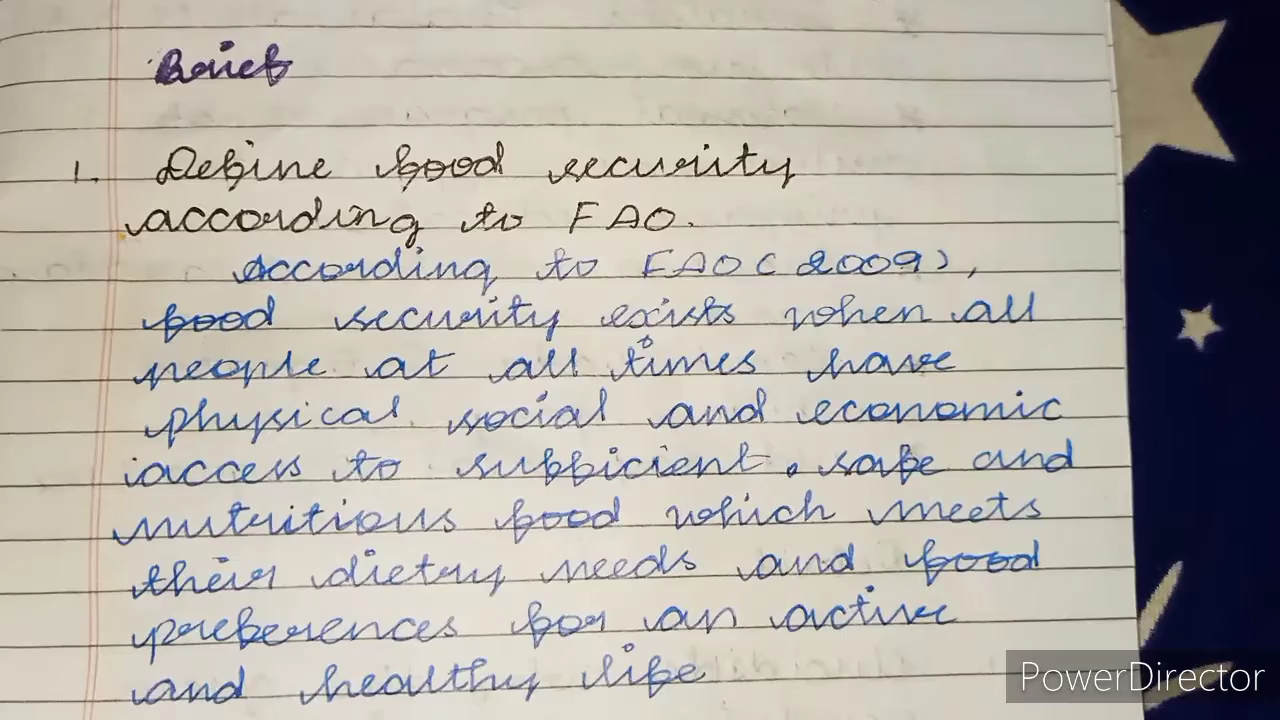 Brief
1. Define food security
according to FAO.
According to FAO (2009),
food security exists when all
people at all times have
physical social and economic
access to sufficient, safe and
nutritious food which meets
their dietry needs and food
preferences for an active
and healthy life
PowerDirector